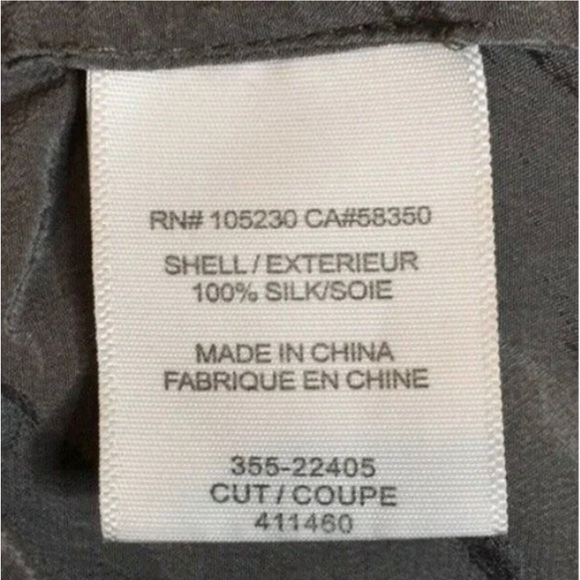 RN# 105230 CA#58350
SHELL/EXTERIEUR
100% SILK/SOIE
MADE IN CHINA
FABRIQUE EN CHINE
355-22405
CUT/COUPE
411460